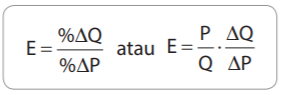 E = %ΔQ / %ΔP atau E = P/Q · ΔQ/ΔP